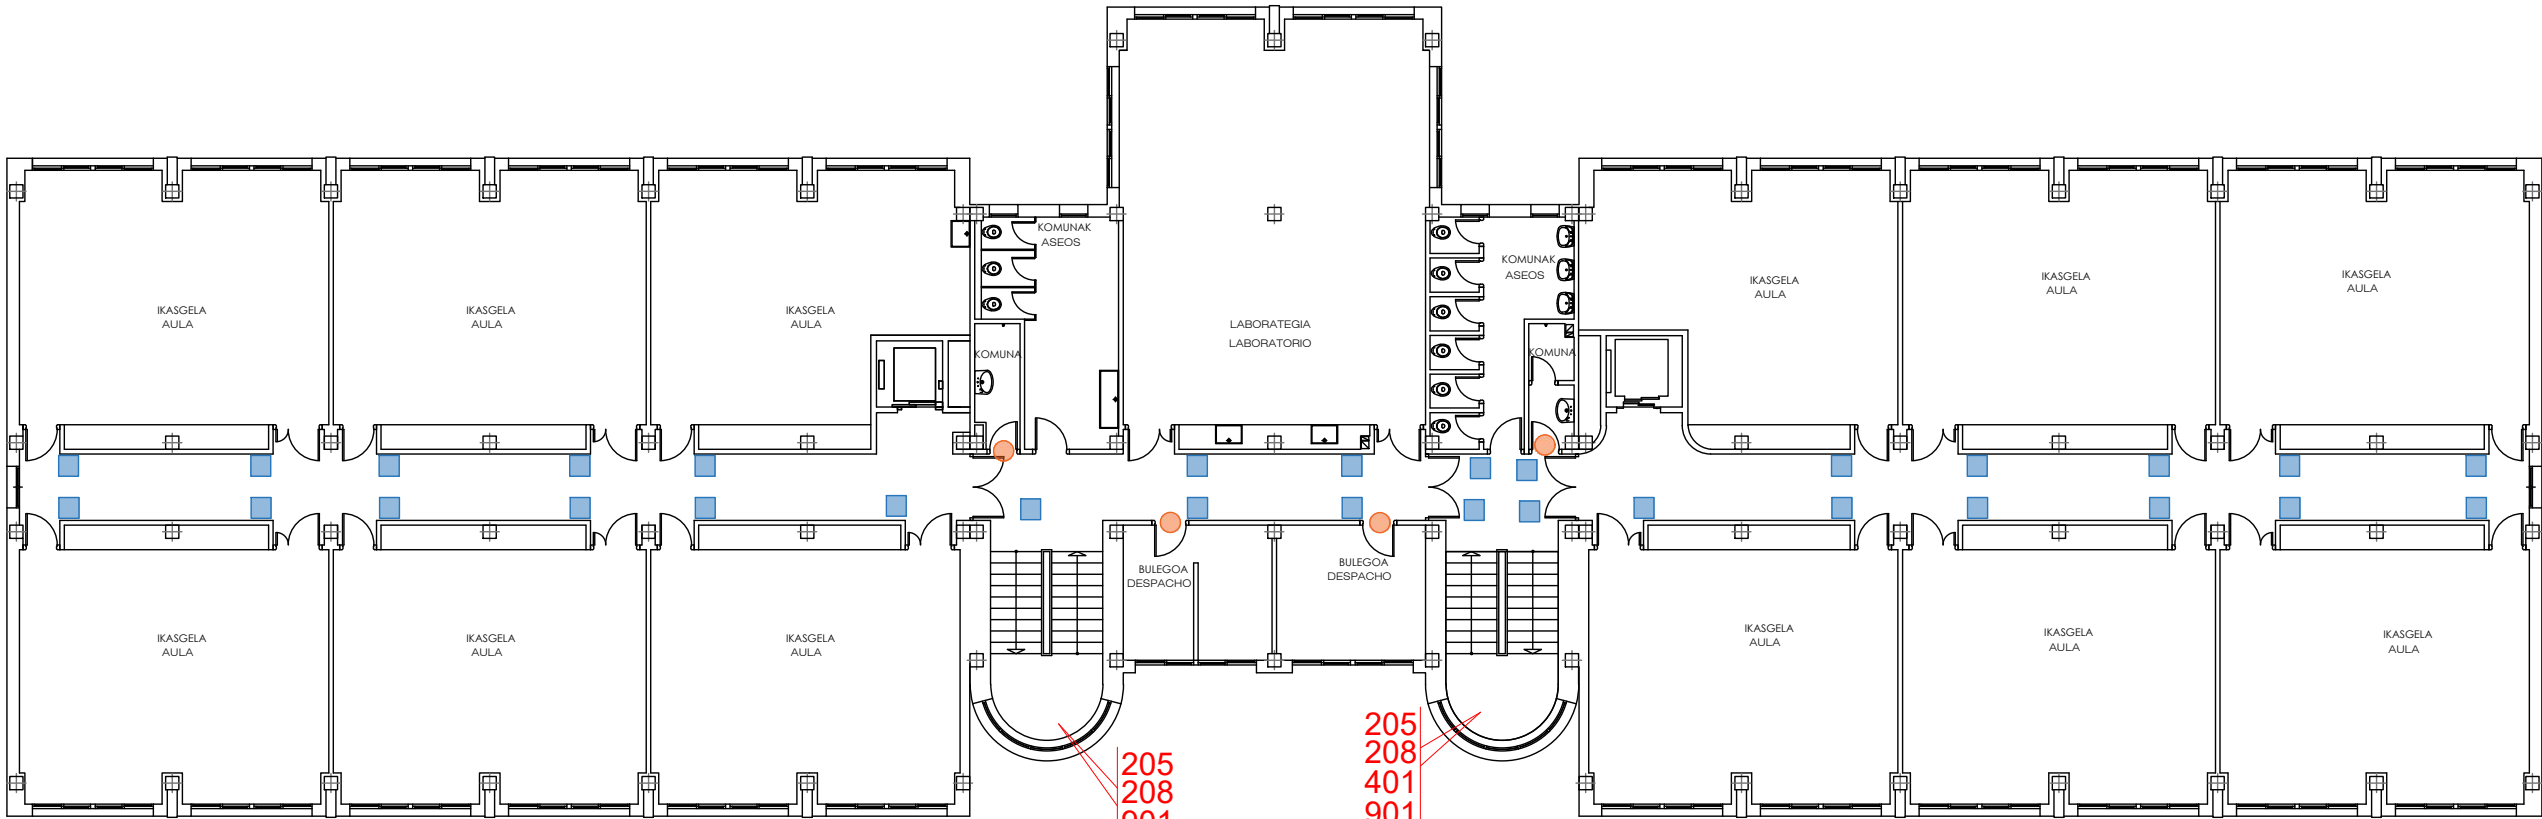 KOMUNAK
ASEOS
KOMUNAK
ASEOS
IKASGELA
AULA
IKASGELA
AULA
IKASGELA
AULA
IKASGELA
AULA
IKASGELA
AULA
IKASGELA
AULA
LABORATEGIA
LABORATORIO
KOMUNA
KOMUNA
BULEGOA
DESPACHO
BULEGOA
DESPACHO
IKASGELA
AULA
IKASGELA
AULA
IKASGELA
AULA
IKASGELA
AULA
IKASGELA
AULA
IKASGELA
AULA
205
208
901
205
208
401
901